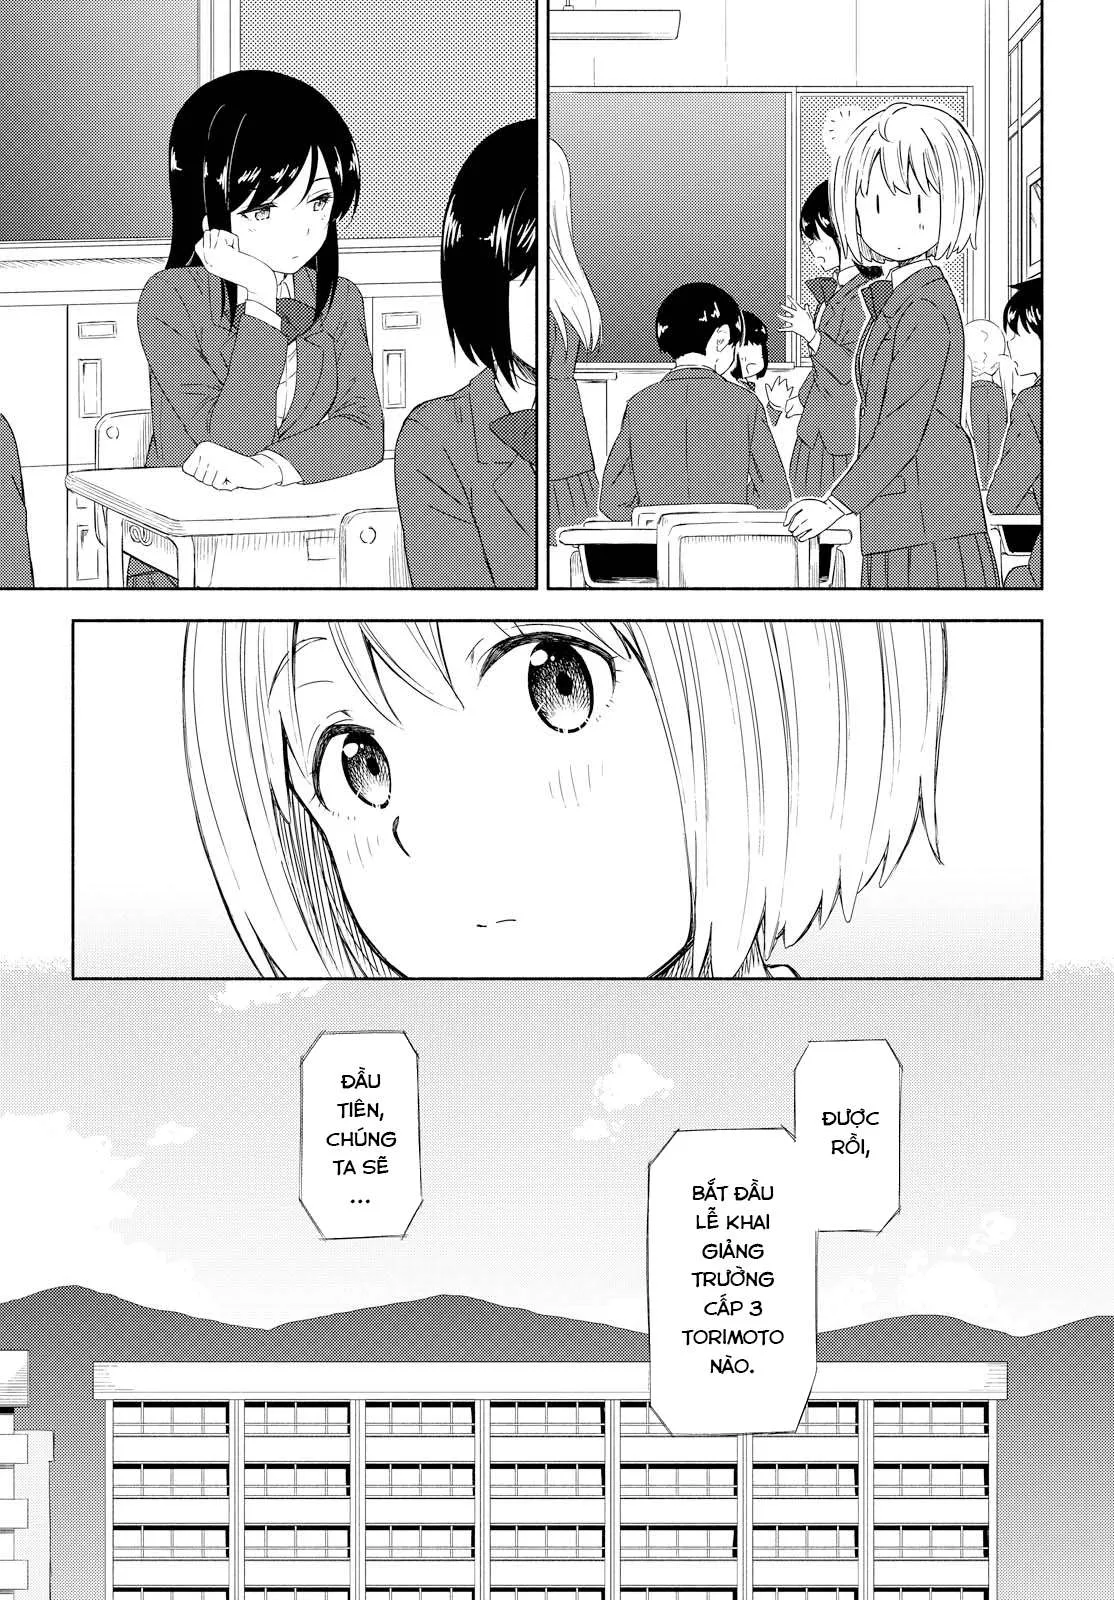 ĐƯỢC
RỒI,
BẮT ĐẦU
LỄ KHAI
GIẢNG
TRƯỜNG
CẤP 3
TORIMOTO
NÀO.
ĐẦU
TIÊN,
CHÚNG
TA SẼ
...